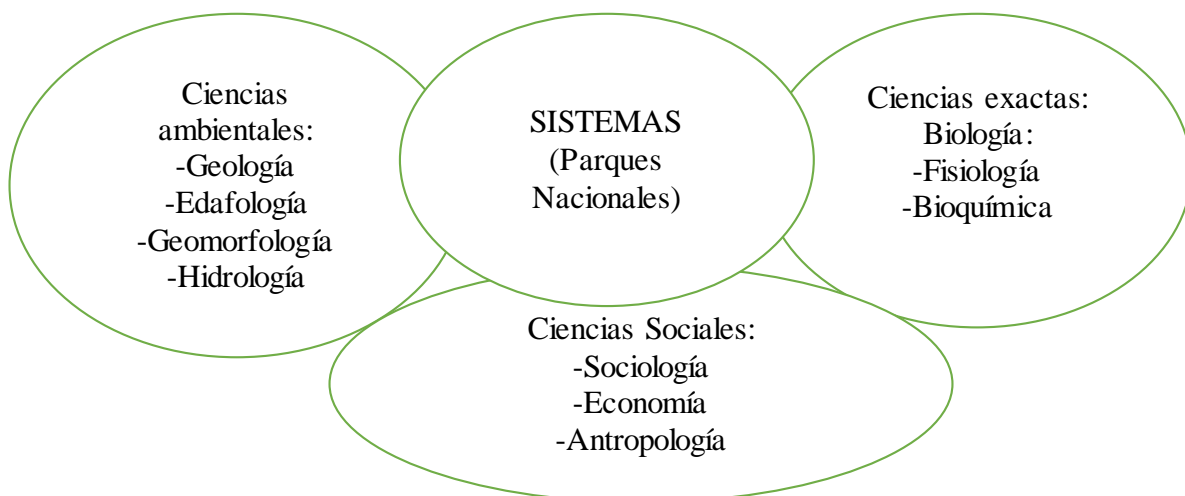 Ciencias
ambientales:
-Geología
-Edafología
-Geomorfología
-Hidrología
SISTEMAS
(Parques
Nacionales)
Ciencias exactas:
Biología:
-Fisiología
-Bioquímica
Ciencias Sociales:
-Sociología
-Economía
-Antropología